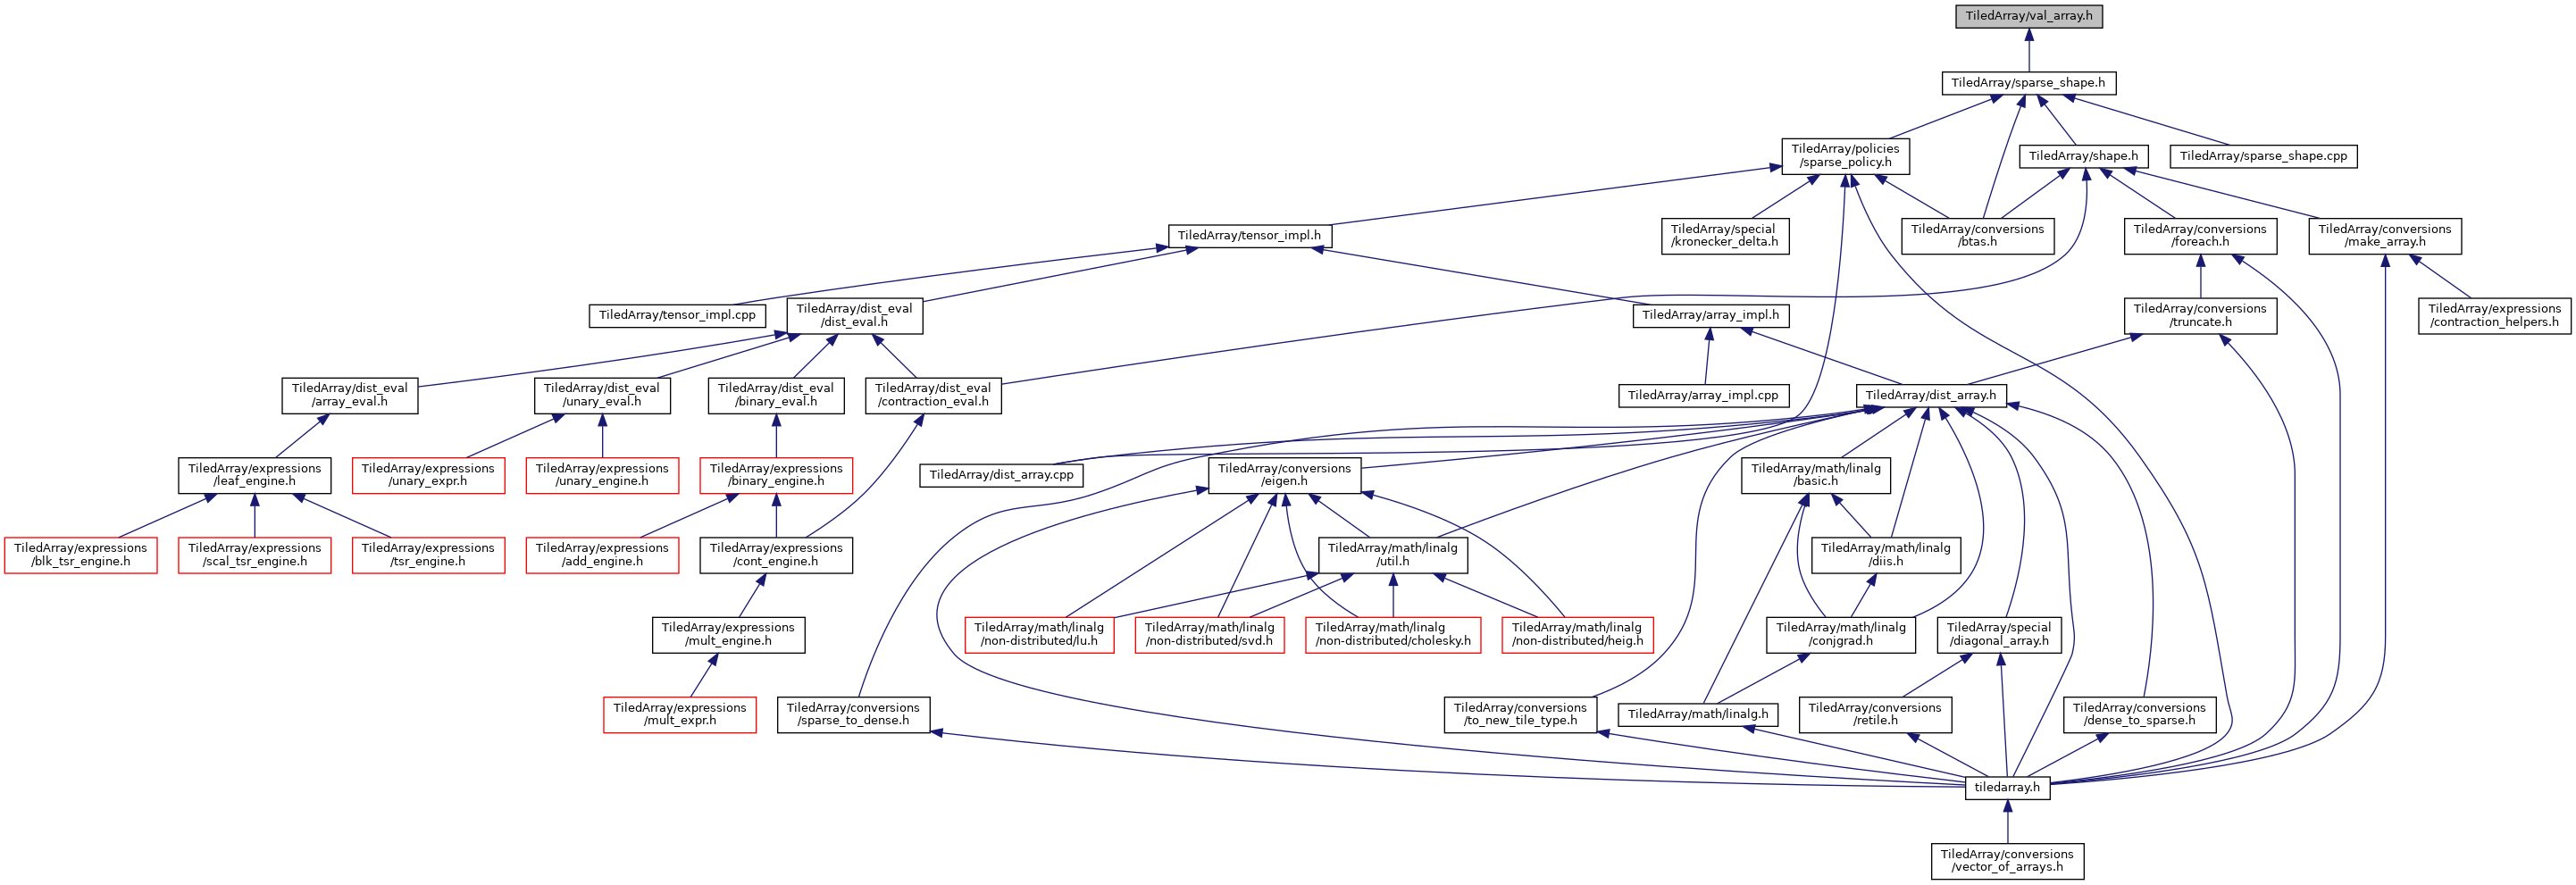 TiledArray/val_array.h
TiledArray/sparse_shape.h
TiledArray/policies
/sparse_policy.h
TiledArray/shape.h
TiledArray/sparse_shape.cpp
TiledArray/tensor_impl.h
TiledArray/special
/kronecker_delta.h
TiledArray/conversions
/btas.h
TiledArray/conversions
/foreach.h
TiledArray/conversions
/make_array.h
TiledArray/tensor_impl.cpp
TiledArray/dist_eval
/dist_eval.h
TiledArray/array_impl.h
TiledArray/conversions
/truncate.h
TiledArray/expressions
/contraction_helpers.h
TiledArray/dist_eval
/array_eval.h
TiledArray/dist_eval
/unary_eval.h
TiledArray/dist_eval
/binary_eval.h
TiledArray/dist_eval
/contraction_eval.h
TiledArray/array_impl.cpp
TiledArray/dist_array.h
TiledArray/expressions
/leaf_engine.h
TiledArray/expressions
/unary_expr.h
TiledArray/expressions
/unary_engine.h
TiledArray/expressions
/binary_engine.h
TiledArray/dist_array.cpp
TiledArray/conversions
/eigen.h
TiledArray/math/linalg
/basic.h
TiledArray/expressions
/blk_tsr_engine.h
TiledArray/expressions
/scal_tsr_engine.h
TiledArray/expressions
/tsr_engine.h
TiledArray/expressions
/add_engine.h
TiledArray/expressions
/cont_engine.h
TiledArray/math/linalg
/util.h
TiledArray/math/linalg
/diis.h
TiledArray/expressions
/mult_engine.h
TiledArray/math/linalg
/non-distributed/lu.h
TiledArray/math/linalg
/non-distributed/svd.h
TiledArray/math/linalg
/non-distributed/cholesky.h
TiledArray/math/linalg
/non-distributed/heig.h
TiledArray/math/linalg
/conjgrad.h
TiledArray/special
/diagonal_array.h
TiledArray/expressions
/mult_expr.h
TiledArray/conversions
/sparse_to_dense.h
TiledArray/conversions
/to_new_tile_type.h
TiledArray/math/linalg.h
TiledArray/conversions
/retile.h
TiledArray/conversions
/dense_to_sparse.h
tiledarray.h
TiledArray/conversions
/vector_of_arrays.h